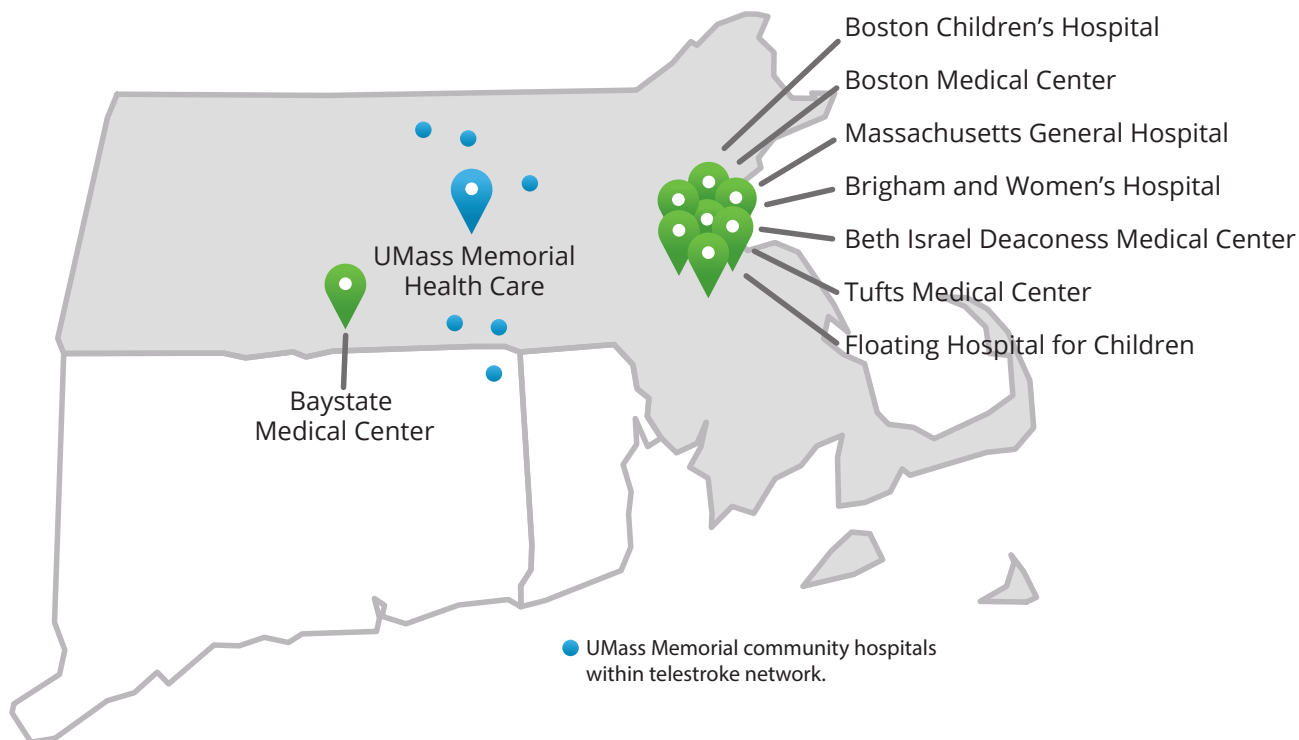 Boston Children’s Hospital
Boston Medical Center
Massachusetts General Hospital
Brigham and Women’s Hospital
Beth Israel Deaconess Medical Center
Tufts Medical Center
Floating Hospital for Children
UMass Memorial
Health Care
Baystate
Medical Center
UMass Memorial community hospitals
within telestroke network.